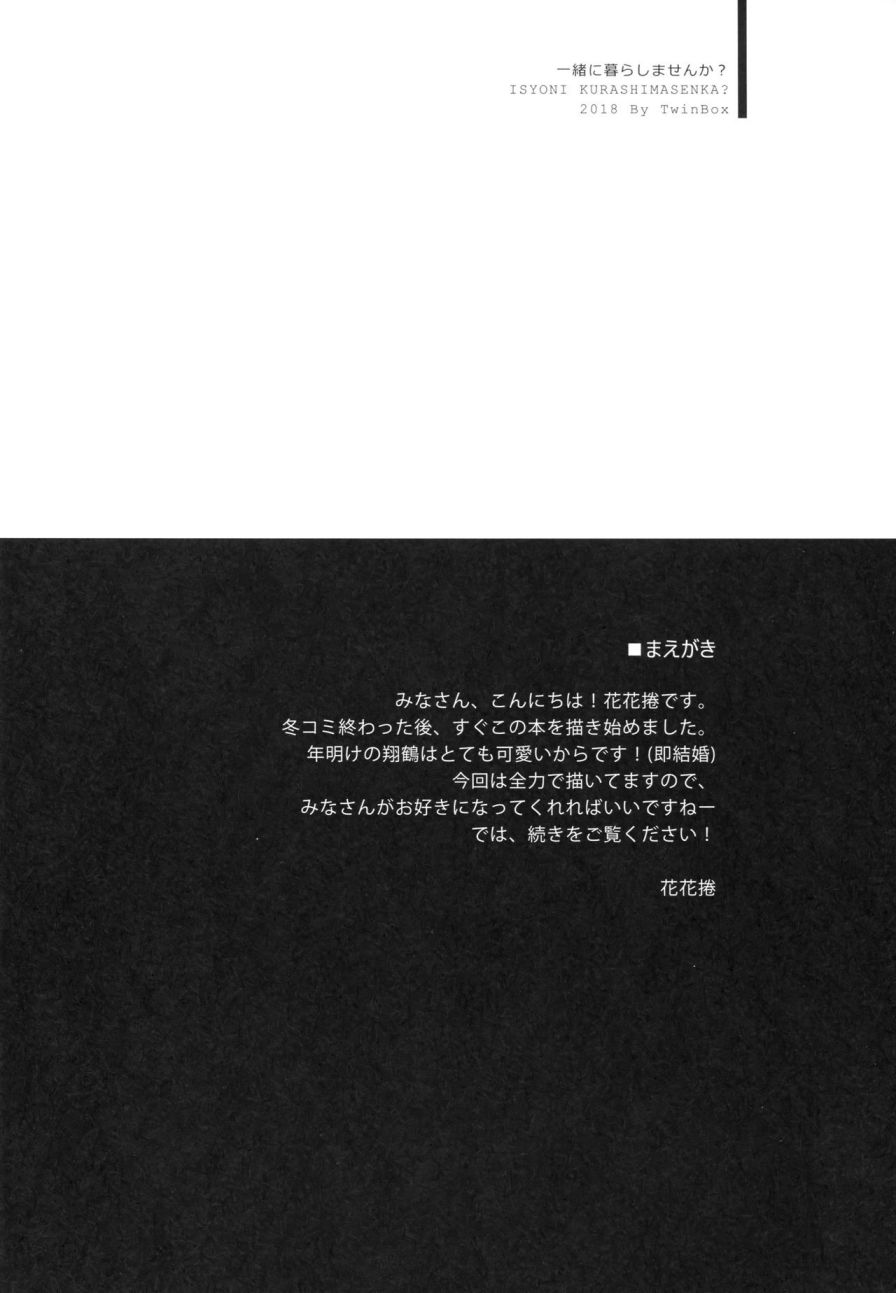 一緒に暮らしませんか？
ISYONI KURASHIMASENKA?
2018 By TwinBox
■まえがき
みなさん、こんにちは！花花捲です。
冬コミ終わった後、すぐこの本を描き始めました。
年明けの翔鶴はとても可愛いからです！(即結婚)
今回は全力で描いてますので、
みなさんがお好きになってくれればいいですねー
では、続きをご覧ください！
花花捲